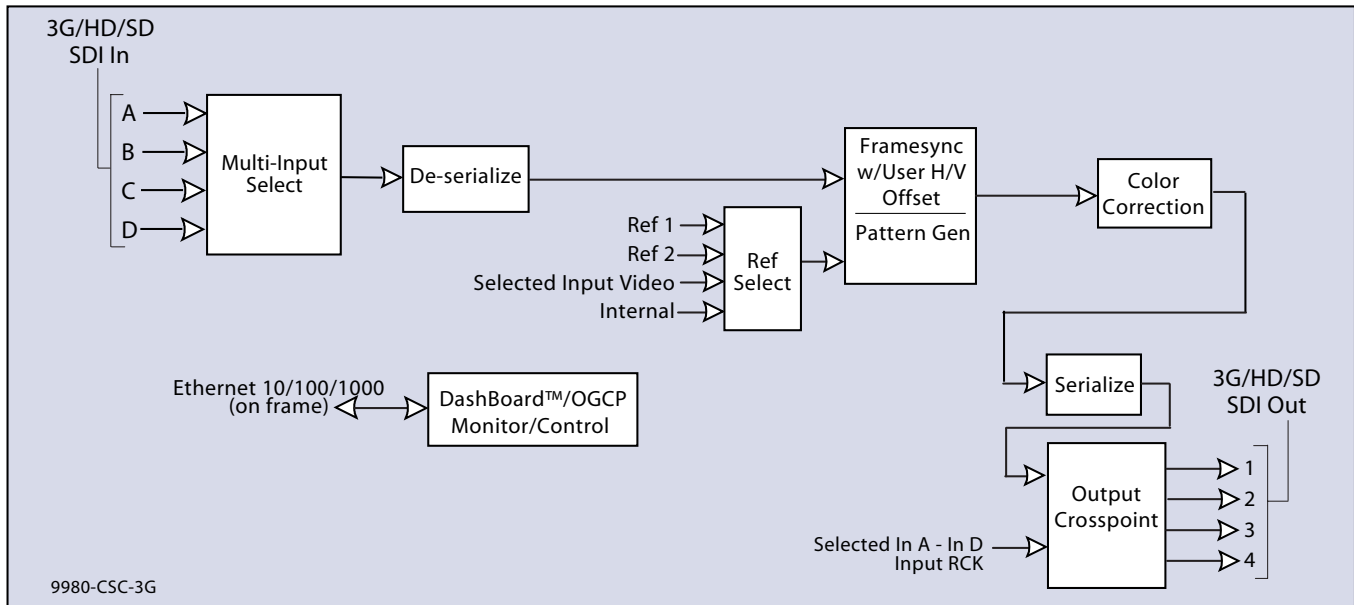 3G/HD/SD
SDI In
A
B
C
D
Multi-Input
Select
De-serialize
Ref 1
Ref 2
Selected Input Video
Internal
Ref
Select
Framesync
w/User H/V
Offset
Pattern Gen
Color
Correction
Ethernet 10/100/1000
(on frame)
DashBoard™/OGCP
Monitor/Control
Serialize
3G/HD/SD
SDI Out
Selected In A - In D
Input RCK
Output
Crosspoint
1
2
3
4
9980-CSC-3G